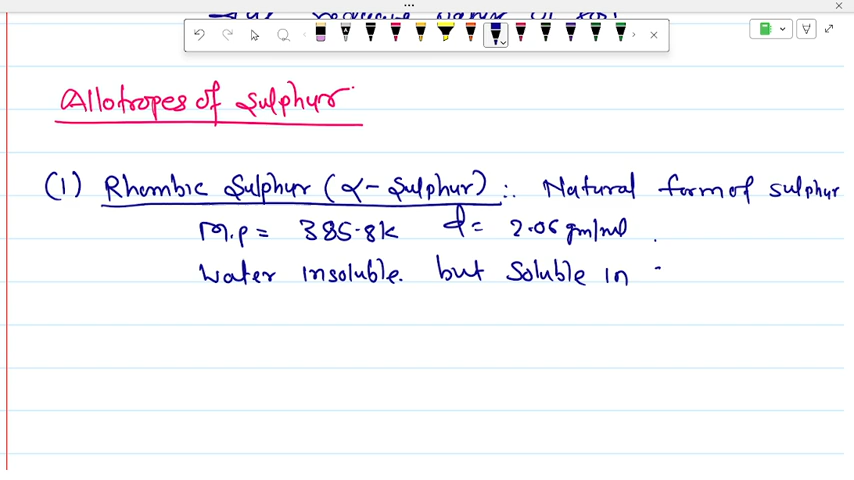 Allotropes of Sulphur
(1) Rhombic Sulphur (α- Sulphur) : Natural form of sulphur
M.p = 385.8K d = 2.06 gm/ml .
Water insoluble. but soluble in